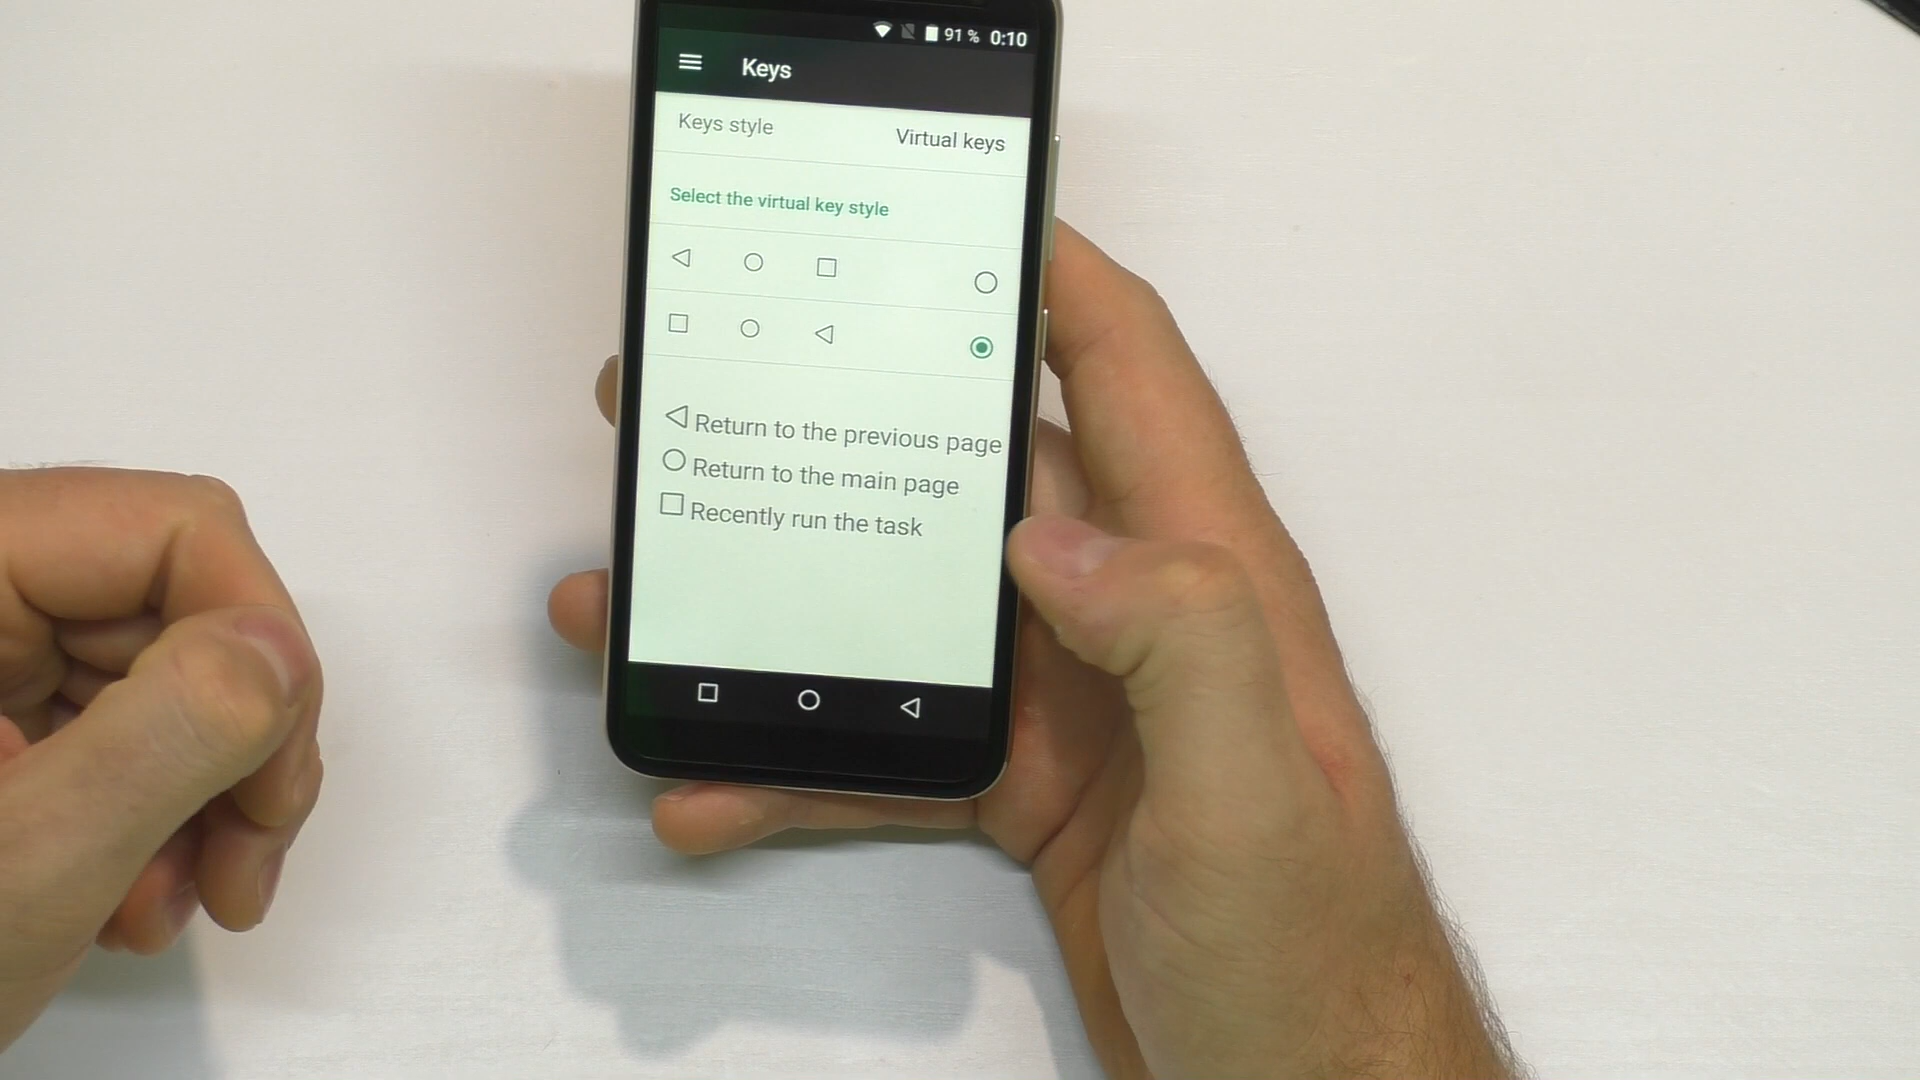 91 % 0:10
Keys
Keys style Virtual keys
Select the virtual key style
Return to the previous page
Return to the main page
Recently run the task